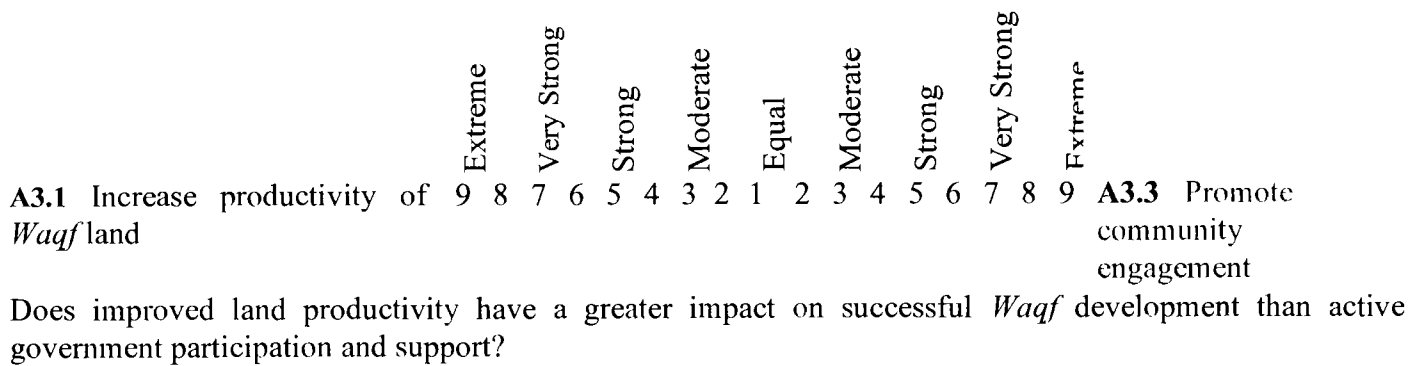 Extreme Very Strong Strong Moderate Equal Moderate Strong Very Strong Extreme
A3.1 Increase productivity of 9 8 7 6 5 4 3 2 1 2 3 4 5 6 7 8 9 A3.3 Promote
Waqf land community
engagement
Does improved land productivity have a greater impact on successful Waqf development than active
government participation and support?